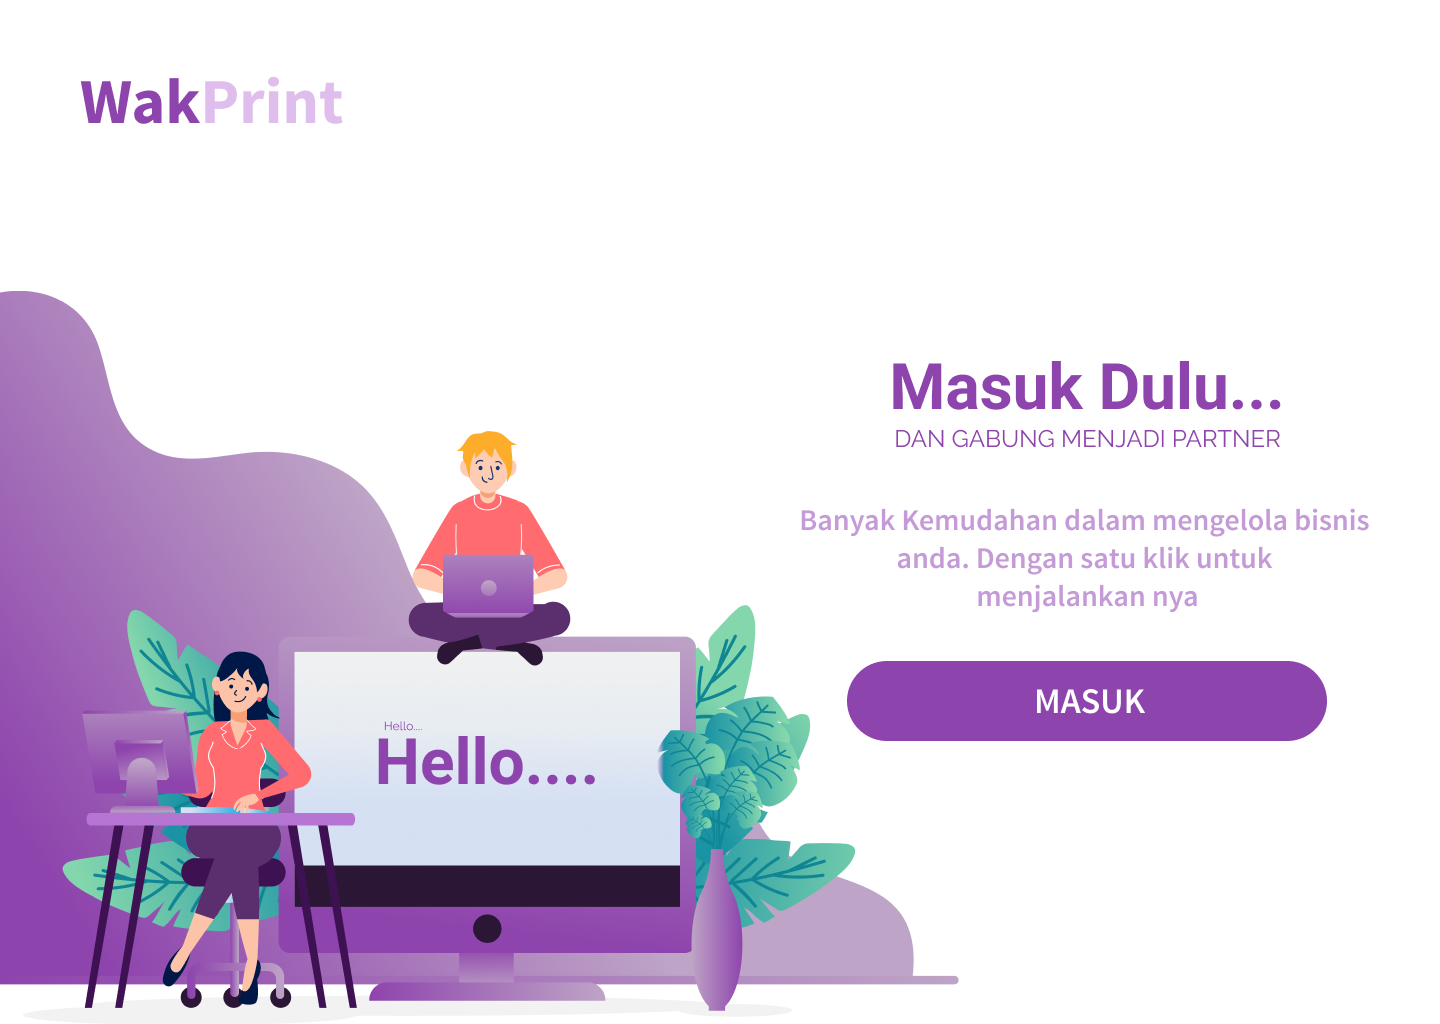 WakPrint
Masuk Dulu...
DAN GABUNG MENJADI PARTNER
Banyak Kemudahan dalam mengelola bisnis
anda. Dengan satu klik untuk
menjalankan nya
MASUK
Hello....
Hello....